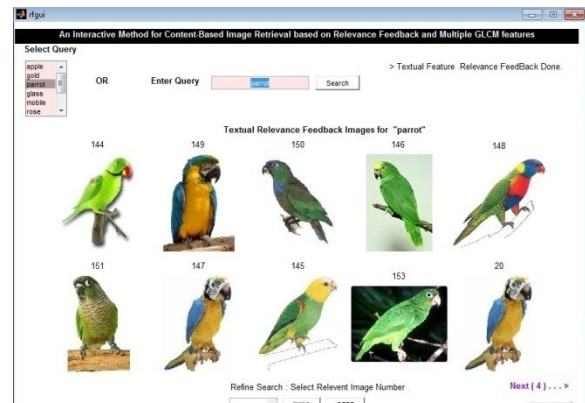 rfgui
An Interactive Method for Content-Based Image Retrieval based on Relevance Feedback and Multiple GLCM features
Select Query
apple
gold
parrot
glass
mobile
rose
OR
Enter Query
parrot
Search
> Textual Feature Relevance FeedBack Done.
Textual Relevance Feedback Images for "parrot"
144 149 150 146 148
151 147 145 153 20
Refine Search : Select Relevent Image Number
Next ( 4 ) . . . >